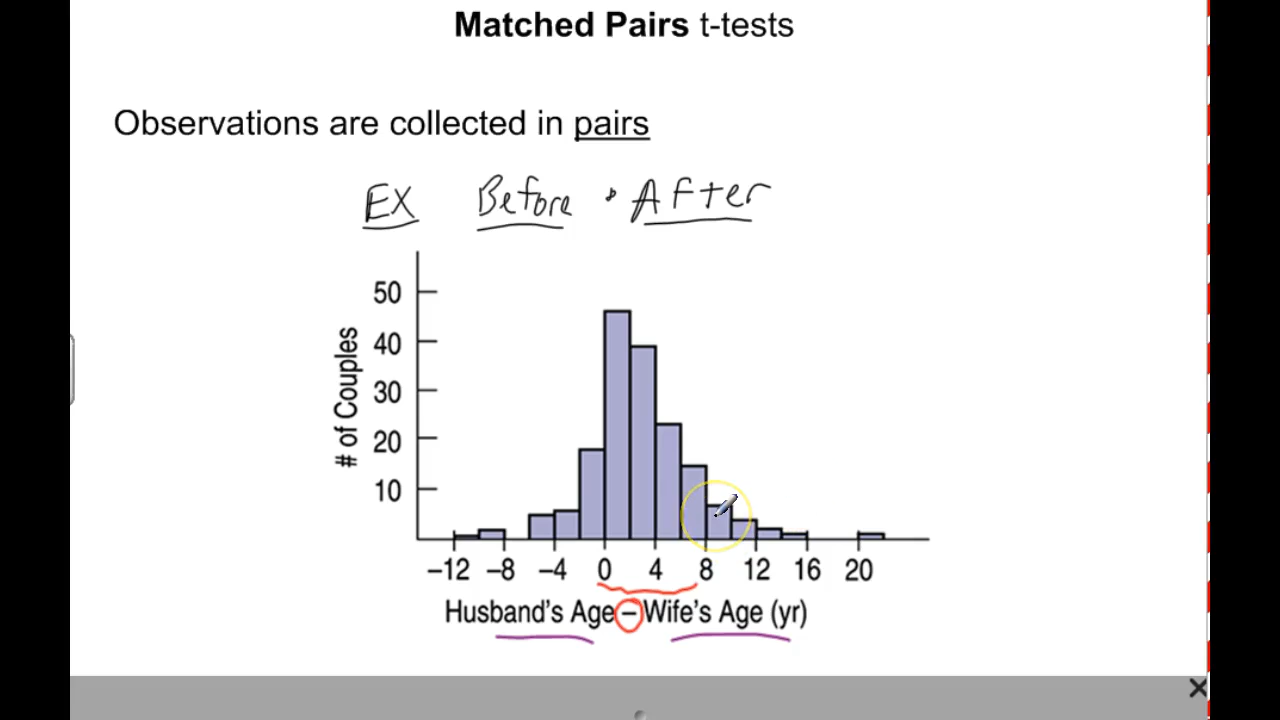 Matched Pairs t-tests
Observations are collected in pairs
EX Before · After
50
40
30
20
10
# of Couples
−12 −8 −4 0 4 8 12 16 20
Husband's Age − Wife's Age (yr)